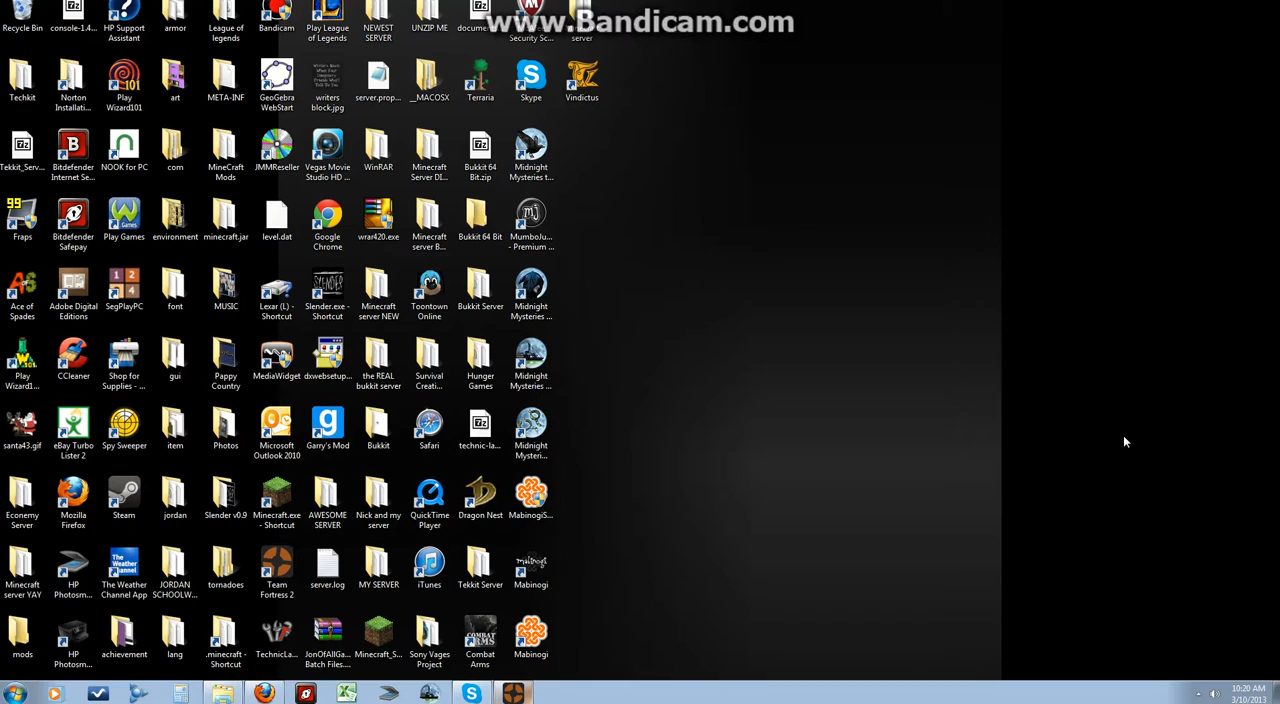 www.Bandicam.com
Recycle Bin console-1.4... HP Support Assistant armor League of legends Bandicam Play League of Legends NEWEST SERVER UNZIP ME docum... Security Sc... server
Techkit Norton Installati... Play Wizard101 art META-INF GeoGebra WebStart writers block.jpg server.prop... __MACOSX Terraria Skype Vindictus
Tekkit_Serv... Bitdefender Internet Se... NOOK for PC com MineCraft Mods JMMReseller Vegas Movie Studio HD ... WinRAR Minecraft Server DI... Bukkit 64 Bit.zip Midnight Mysteries t...
99
Fraps Bitdefender Safepay Play Games environment minecraft.jar level.dat Google Chrome wrar420.exe Minecraft server B... Bukkit 64 Bit MumboJu... - Premium ...
Ace of Spades Adobe Digital Editions SegPlayPC font MUSIC Lexar (L) - Shortcut Slender.exe - Shortcut Minecraft server NEW Toontown Online Bukkit Server Midnight Mysteries ...
Play Wizard1... CCleaner Shop for Supplies - ... gui Pappy Country MediaWidget dxwebsetup... the REAL bukkit server Survival Creati... Hunger Games Midnight Mysteries ...
santa43.gif eBay Turbo Lister 2 Spy Sweeper item Photos Microsoft Outlook 2010 Garry's Mod Bukkit Safari technic-la... Midnight Mysteri...
Economy Server Mozilla Firefox Steam jordan Slender v0.9 Minecraft.exe - Shortcut AWESOME SERVER Nick and my server QuickTime Player Dragon Nest MabinogiS...
Minecraft server YAY HP Photosm... The Weather Channel App JORDAN SCHOOLW... tornadoes Team Fortress 2 server.log MY SERVER iTunes Tekkit Server Mabinogi
mods HP Photosm... achievement lang .minecraft - Shortcut TechnicLa... JonOfAllGa... Batch Files.... Minecraft_S... Sony Vages Project Combat Arms Mabinogi
10:20 AM
3/10/2013